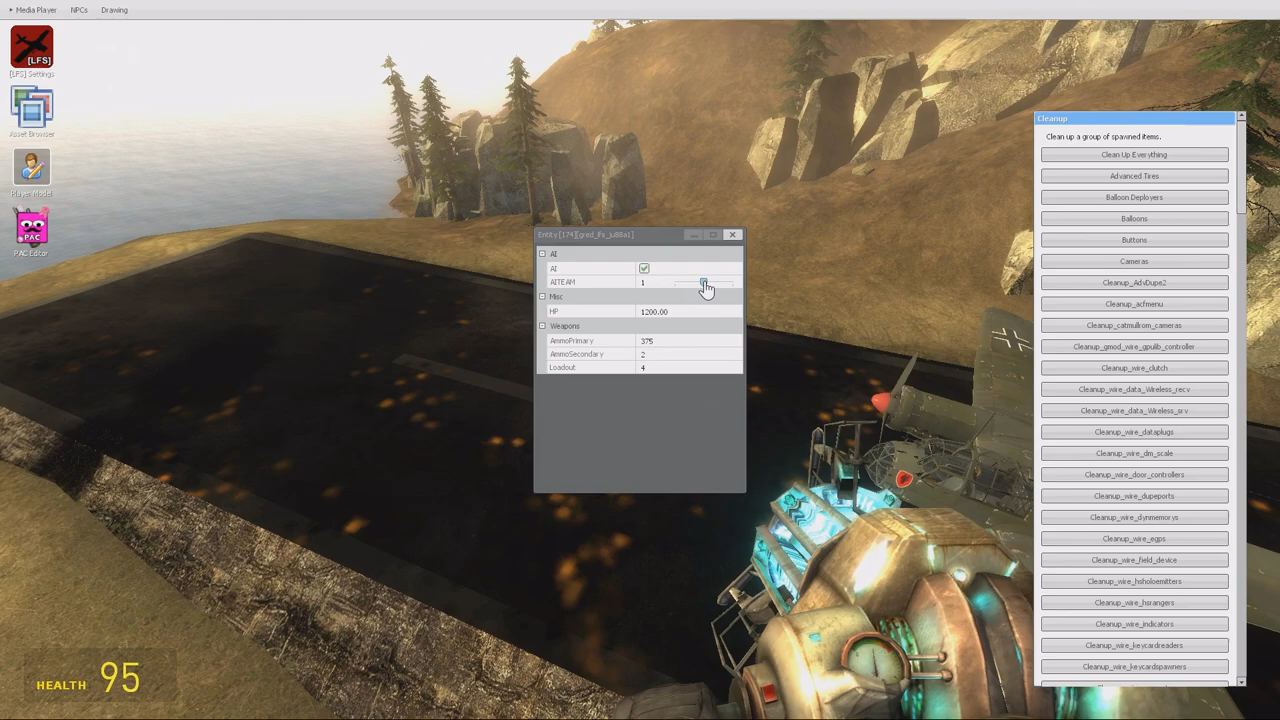 Media Player
NPCs
Drawing
[LFS]
[LFS] Settings
Asset Browser
Player Model
PAC
PAC Editor
Entity [174][gred_lfs_ju88a1]
AI
AI
AITEAM 1
Misc
HP 1200.00
Weapons
AmmoPrimary 375
AmmoSecondary 2
Loadout 4
Cleanup
Clean up a group of spawned items.
Clean Up Everything
Advanced Tires
Balloon Deployers
Balloons
Buttons
Cameras
Cleanup_AdvDupe2
Cleanup_acfmenu
Cleanup_catmullrom_cameras
Cleanup_gmod_wire_gpulib_controller
Cleanup_wire_clutch
Cleanup_wire_data_Wireless_recv
Cleanup_wire_data_Wireless_srv
Cleanup_wire_dataplugs
Cleanup_wire_dm_scale
Cleanup_wire_door_controllers
Cleanup_wire_dupeports
Cleanup_wire_dynmemorys
Cleanup_wire_egps
Cleanup_wire_field_device
Cleanup_wire_hsholoemitters
Cleanup_wire_hsrangers
Cleanup_wire_indicators
Cleanup_wire_keycardreaders
Cleanup_wire_keycardspawners
HEALTH 95